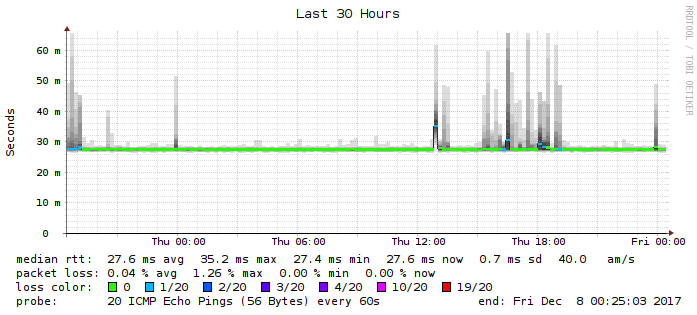 Last 30 Hours
RRDTOOL / TOBI OETIKER
Seconds
60 m
50 m
40 m
30 m
20 m
10 m
0
Thu 00:00 Thu 06:00 Thu 12:00 Thu 18:00 Fri 00:00
median rtt: 27.6 ms avg 35.2 ms max 27.4 ms min 27.6 ms now 0.7 ms sd 40.0 am/s
packet loss: 0.04 % avg 1.26 % max 0.00 % min 0.00 % now
loss color: 0 1/20 2/20 3/20 4/20 10/20 19/20
probe: 20 ICMP Echo Pings (56 Bytes) every 60s end: Fri Dec 8 00:25:03 2017